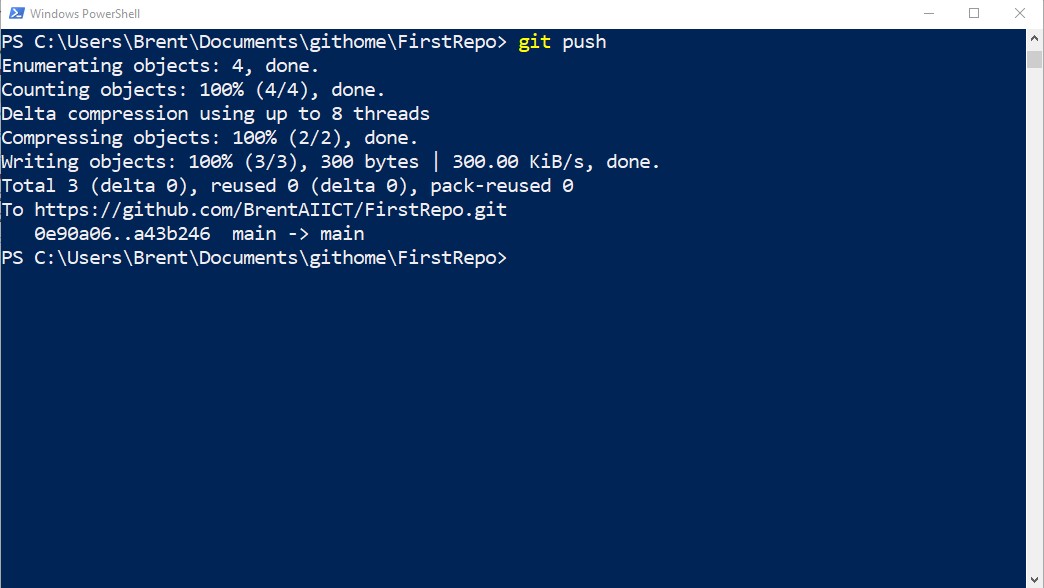 Windows PowerShell
PS C:\Users\Brent\Documents\githome\FirstRepo> git push
Enumerating objects: 4, done.
Counting objects: 100% (4/4), done.
Delta compression using up to 8 threads
Compressing objects: 100% (2/2), done.
Writing objects: 100% (3/3), 300 bytes | 300.00 KiB/s, done.
Total 3 (delta 0), reused 0 (delta 0), pack-reused 0
To https://github.com/BrentAIICT/FirstRepo.git
   0e90a06..a43b246  main -> main
PS C:\Users\Brent\Documents\githome\FirstRepo>